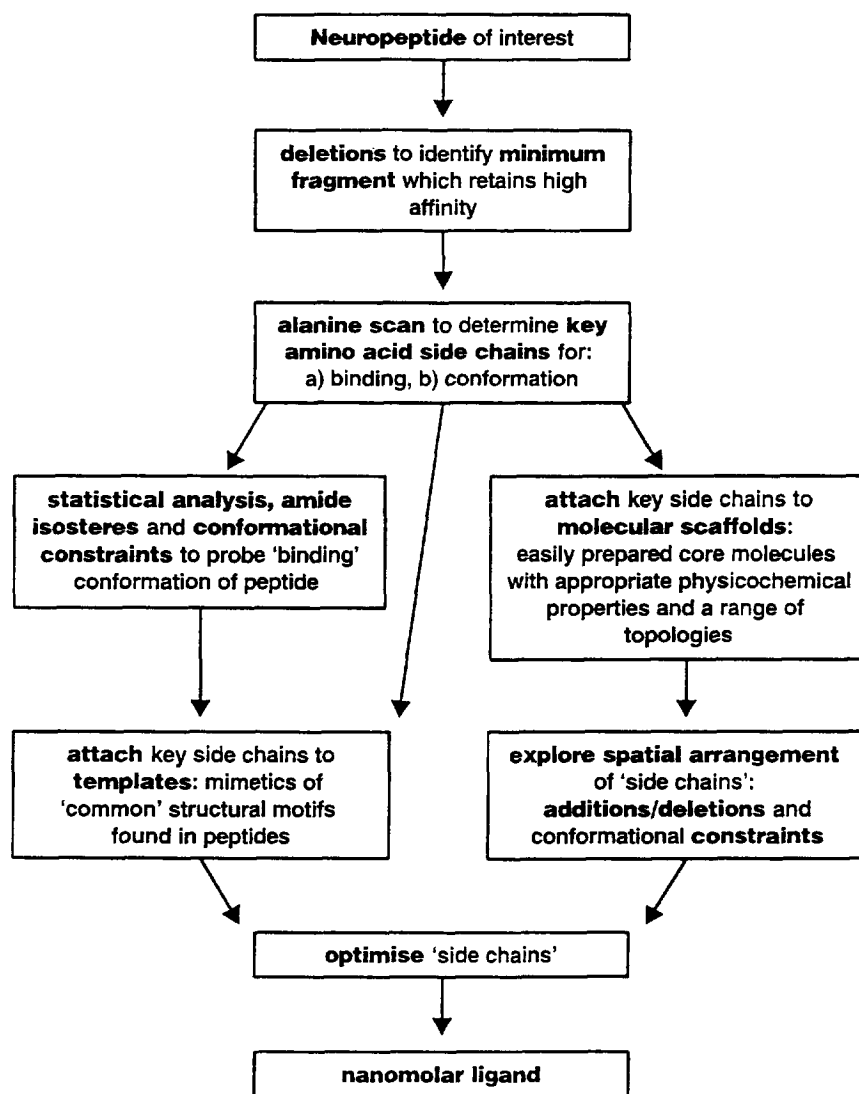 Neuropeptide of interest
deletions to identify minimum
fragment which retains high
affinity
alanine scan to determine key
amino acid side chains for:
a) binding, b) conformation
statistical analysis, amide
isosteres and conformational
constraints to probe 'binding'
conformation of peptide
attach key side chains to
molecular scaffolds:
easily prepared core molecules
with appropriate physicochemical
properties and a range of
topologies
attach key side chains to
templates: mimetics of
'common' structural motifs
found in peptides
explore spatial arrangement
of 'side chains':
additions/deletions and
conformational constraints
optimise 'side chains'
nanomolar ligand